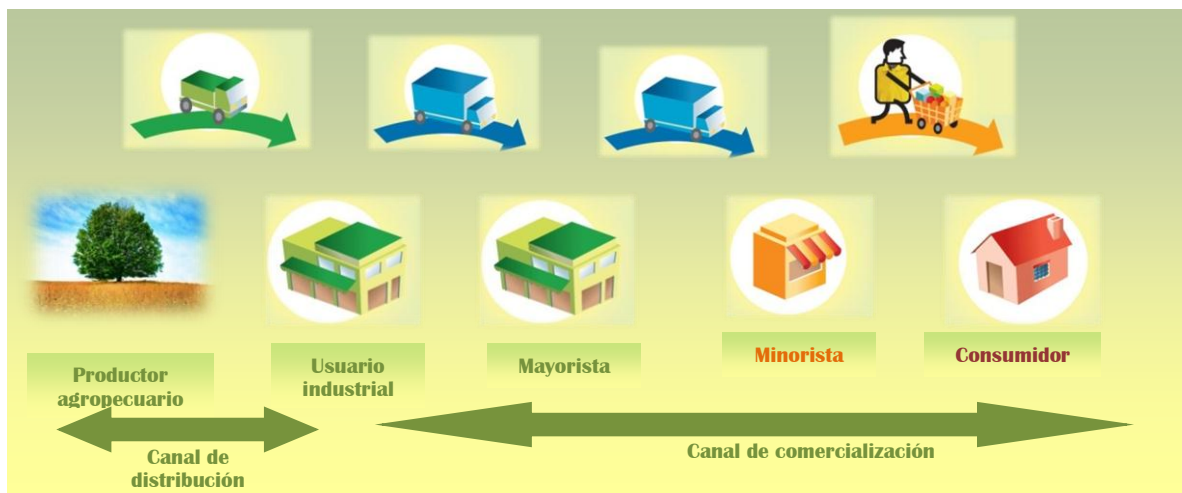 Productor
agropecuario
Usuario
industrial
Mayorista
Minorista
Consumidor
Canal de
distribución
Canal de comercialización